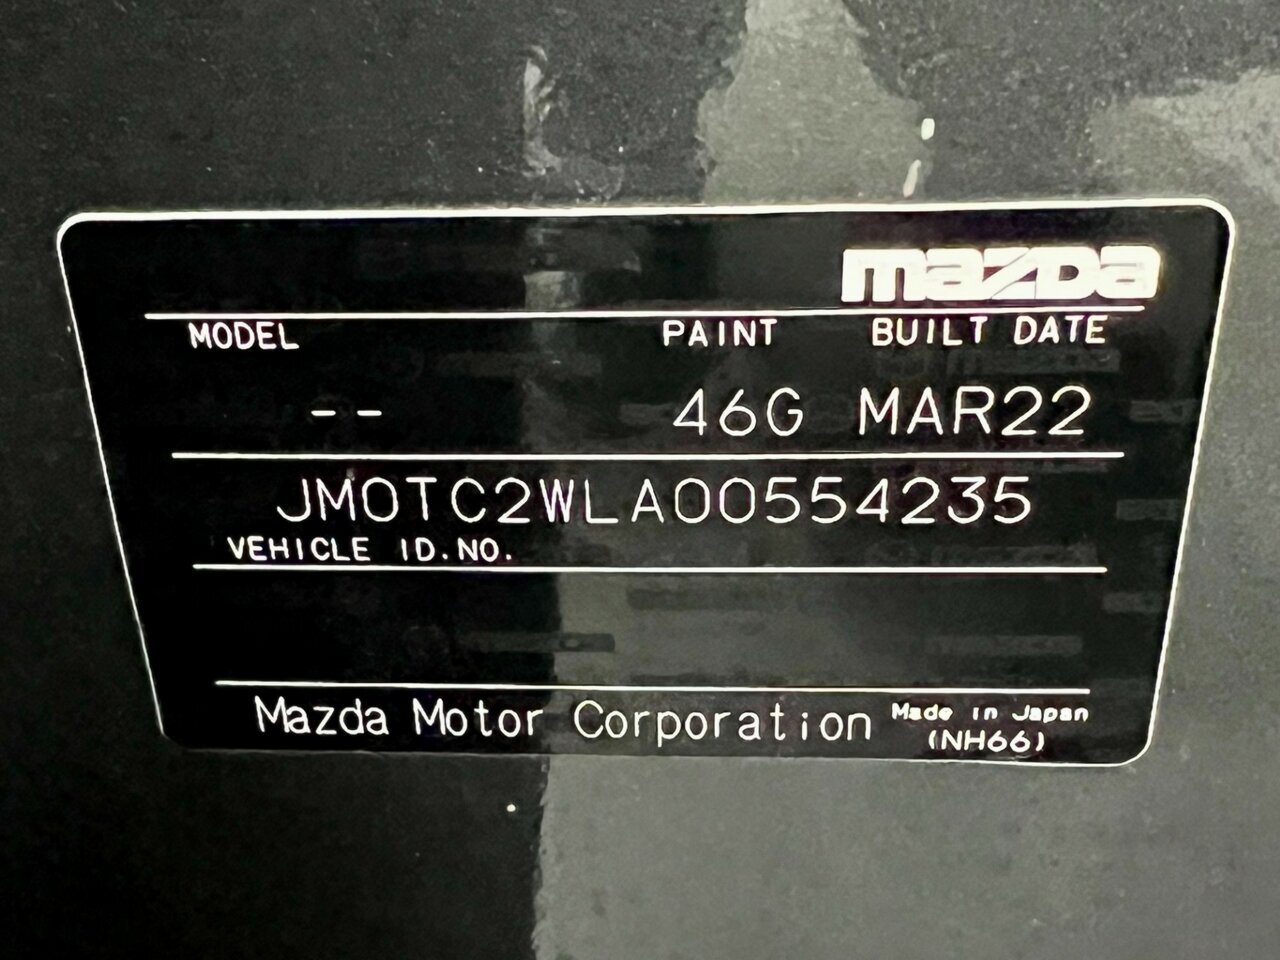 mazda
MODEL PAINT BUILT DATE
-- 46G MAR22
JM0TC2WLA00554235
VEHICLE ID.NO.
Mazda Motor Corporation Made in Japan
(NH66)